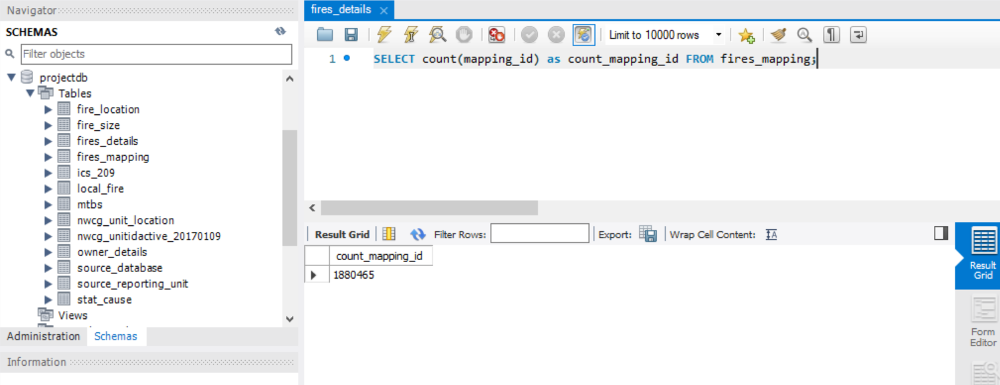 Navigator
SCHEMAS
Filter objects
projectdb
Tables
fire_location
fire_size
fires_details
fires_mapping
ics_209
local_fire
mtbs
nwcg_unit_location
nwcg_unitidactive_20170109
owner_details
source_database
source_reporting_unit
stat_cause
Views
Administration Schemas
Information
fires_details
Limit to 10000 rows
1 SELECT count(mapping_id) as count_mapping_id FROM fires_mapping;
Result Grid Filter Rows: Export: Wrap Cell Content:
count_mapping_id
1880465
Result
Grid
Form
Editor